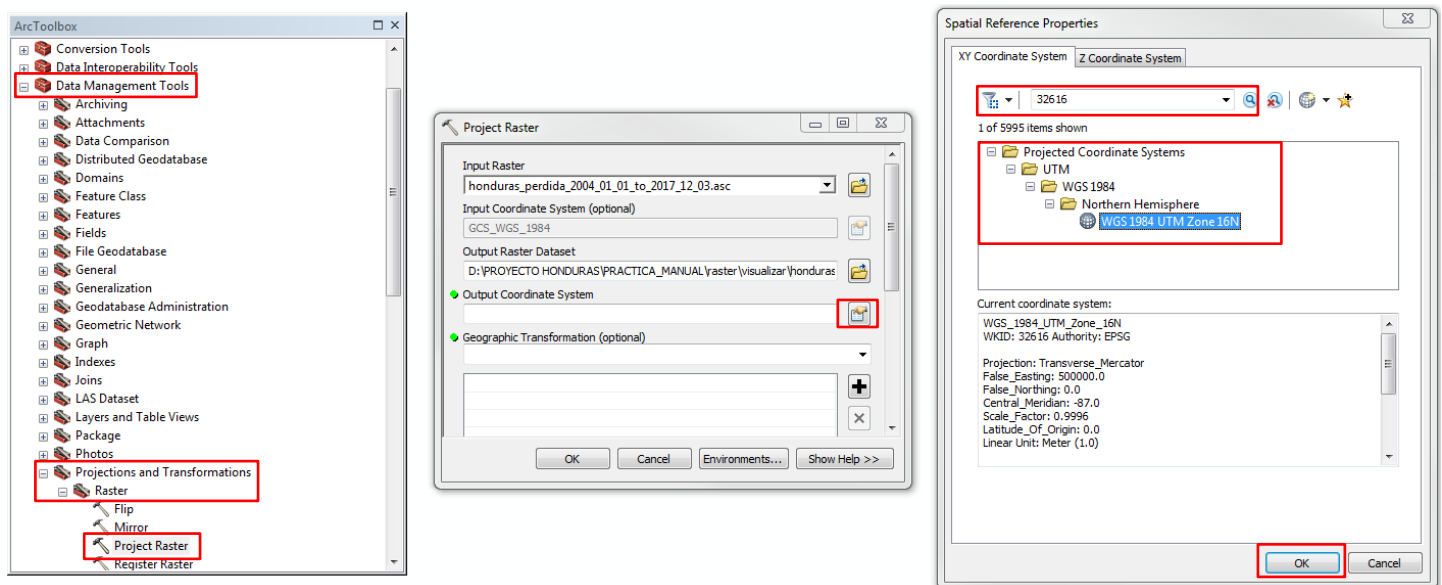 ArcToolbox
Conversion Tools
Data Interoperability Tools
Data Management Tools
Archiving
Attachments
Data Comparison
Distributed Geodatabase
Domains
Feature Class
Features
Fields
File Geodatabase
General
Generalization
Geodatabase Administration
Geometric Network
Graph
Indexes
Joins
LAS Dataset
Layers and Table Views
Package
Photos
Projections and Transformations
Raster
Flip
Mirror
Project Raster
Register Raster
Project Raster
Input Raster
honduras_perdida_2004_01_01_to_2017_12_03.asc
Input Coordinate System (optional)
GCS_WGS_1984
Output Raster Dataset
D:\PROYECTO HONDURAS\PRACTICA_MANUAL\raster\visualizar\honduras
Output Coordinate System
Geographic Transformation (optional)
OK Cancel Environments... Show Help >>
Spatial Reference Properties
XY Coordinate System Z Coordinate System
32616
1 of 5995 items shown
Projected Coordinate Systems
UTM
WGS 1984
Northern Hemisphere
WGS 1984 UTM Zone 16N
Current coordinate system:
WGS_1984_UTM_Zone_16N
WKID: 32616 Authority: EPSG
Projection: Transverse_Mercator
False_Easting: 500000.0
False_Northing: 0.0
Central_Meridian: -87.0
Scale_Factor: 0.9996
Latitude_Of_Origin: 0.0
Linear Unit: Meter (1.0)
OK Cancel